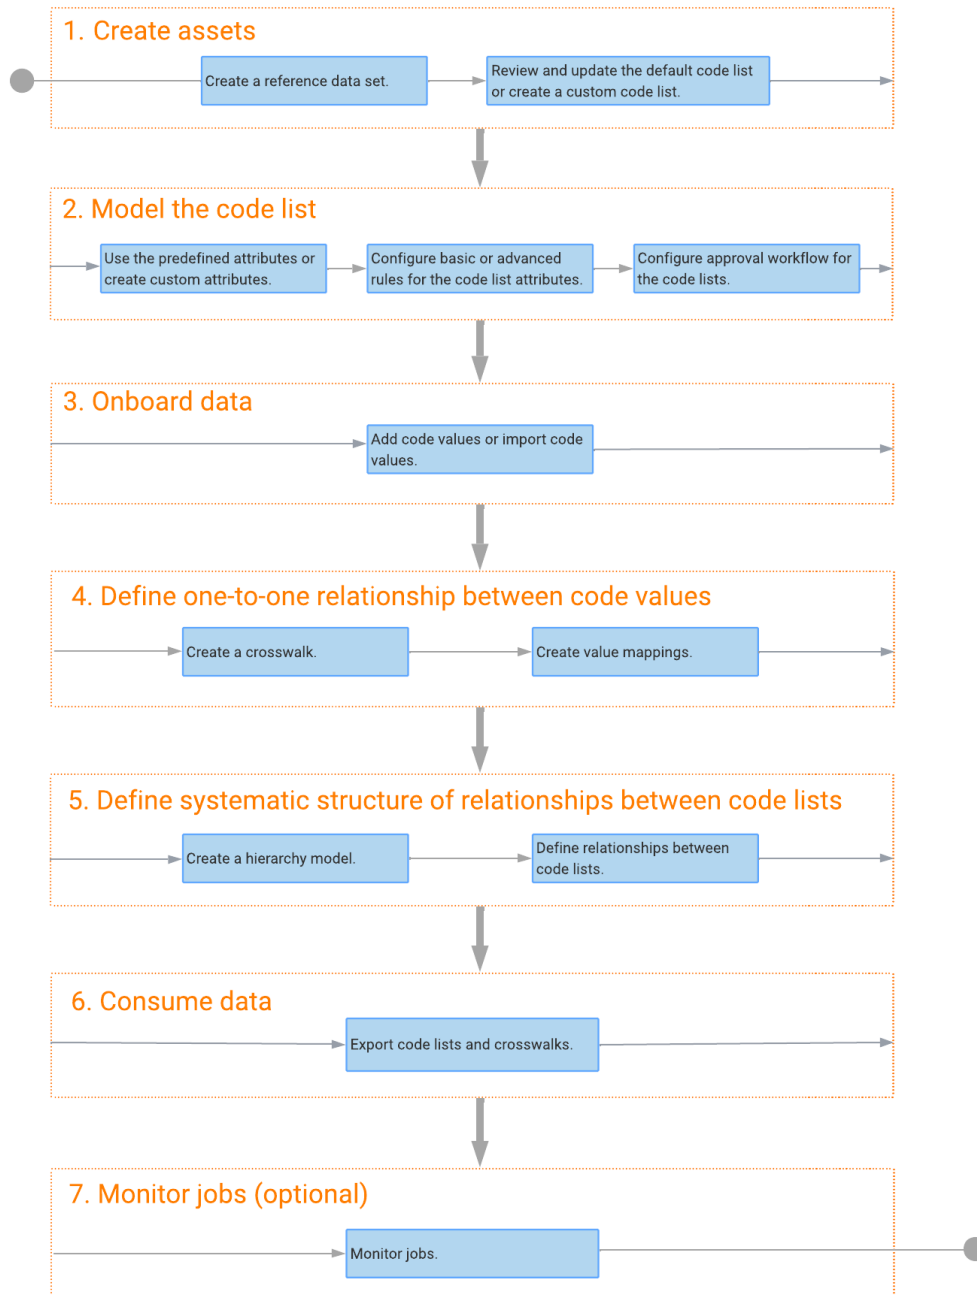 1. Create assets
Create a reference data set.
Review and update the default code list
or create a custom code list.
2. Model the code list
Use the predefined attributes or
create custom attributes.
Configure basic or advanced
rules for the code list attributes.
Configure approval workflow for
the code lists.
3. Onboard data
Add code values or import code
values.
4. Define one-to-one relationship between code values
Create a crosswalk.
Create value mappings.
5. Define systematic structure of relationships between code lists
Create a hierarchy model.
Define relationships between
code lists.
6. Consume data
Export code lists and crosswalks.
7. Monitor jobs (optional)
Monitor jobs.